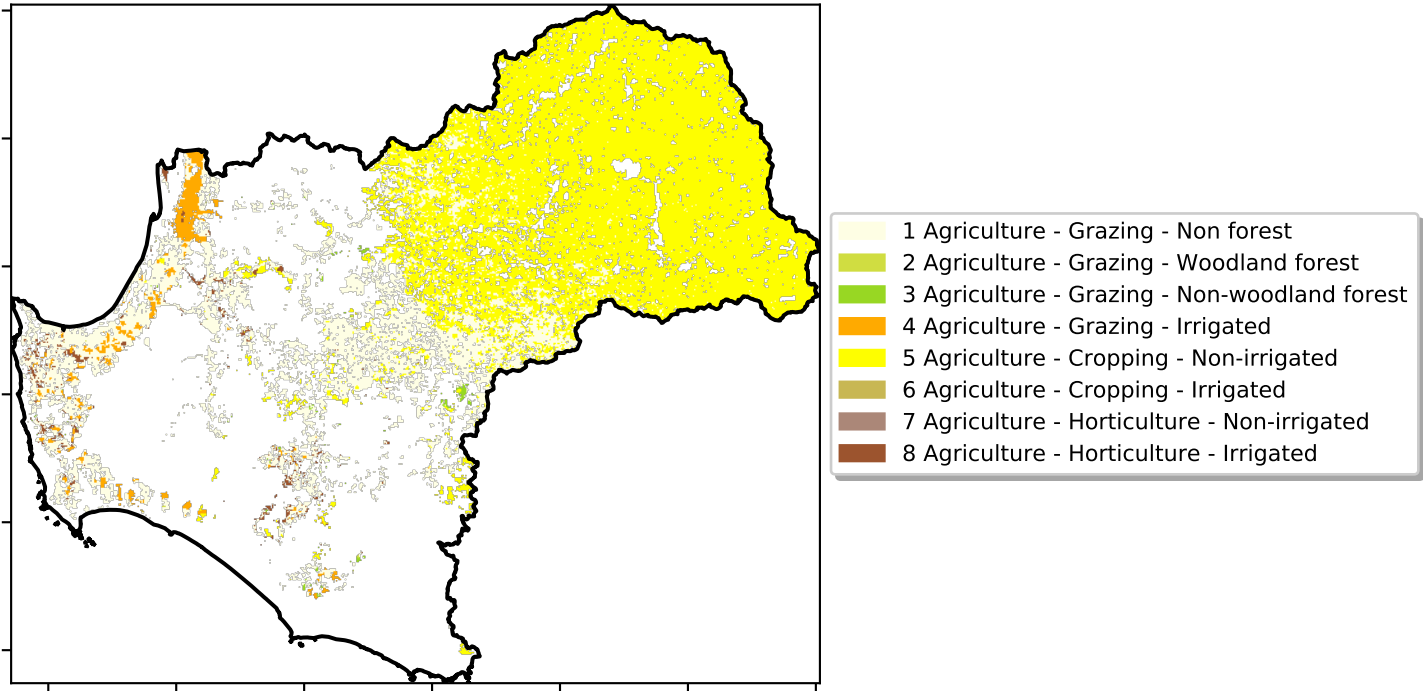 1 Agriculture - Grazing - Non forest
2 Agriculture - Grazing - Woodland forest
3 Agriculture - Grazing - Non-woodland forest
4 Agriculture - Grazing - Irrigated
5 Agriculture - Cropping - Non-irrigated
6 Agriculture - Cropping - Irrigated
7 Agriculture - Horticulture - Non-irrigated
8 Agriculture - Horticulture - Irrigated